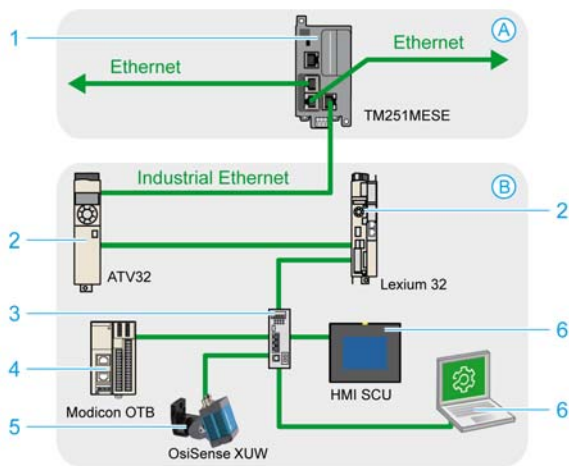 1
A
Ethernet
Ethernet
TM251MESE
Industrial Ethernet
B
2
2
ATV32
Lexium 32
3
6
4
HMI SCU
6
Modicon OTB
5
OsiSense XUW